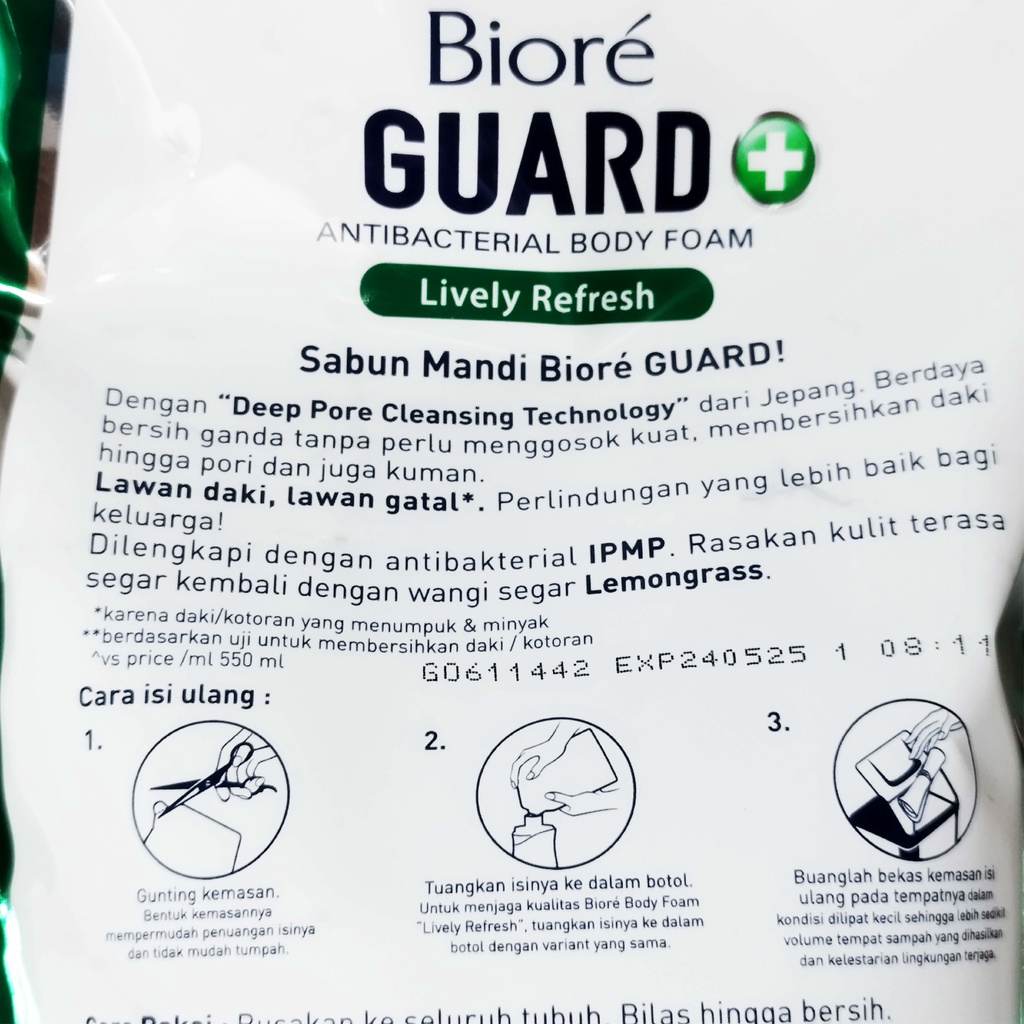 Bioré
GUARD
ANTIBACTERIAL BODY FOAM
Lively Refresh
Sabun Mandi Bioré GUARD!
Dengan "Deep Pore Cleansing Technology" dari Jepang. Berdaya
bersih ganda tanpa perlu menggosok kuat, membersihkan daki
hingga pori dan juga kuman.
Lawan daki, lawan gatal*. Perlindungan yang lebih baik bagi
keluarga!
Dilengkapi dengan antibakterial IPMP. Rasakan kulit terasa
segar kembali dengan wangi segar Lemongrass.
*karena daki/kotoran yang menumpuk & minyak
**berdasarkan uji untuk membersihkan daki / kotoran
^vs price /ml 550 ml
G0611442 EXP240525 1 08:11
Cara isi ulang :
1.
Gunting kemasan.
Bentuk kemasannya
mempermudah penuangan isinya
dan tidak mudah tumpah.
2.
Tuangkan isinya ke dalam botol.
Untuk menjaga kualitas Bioré Body Foam
"Lively Refresh", tuangkan isinya ke dalam
botol dengan variant yang sama.
3.
Buanglah bekas kemasan isi
ulang pada tempatnya dalam
kondisi dilipat kecil sehingga lebih sedikit
volume tempat sampah yang dihasilkan
dan kelestarian lingkungan terjaga.
ke seluruh tubuh. Bilas hingga bersih.